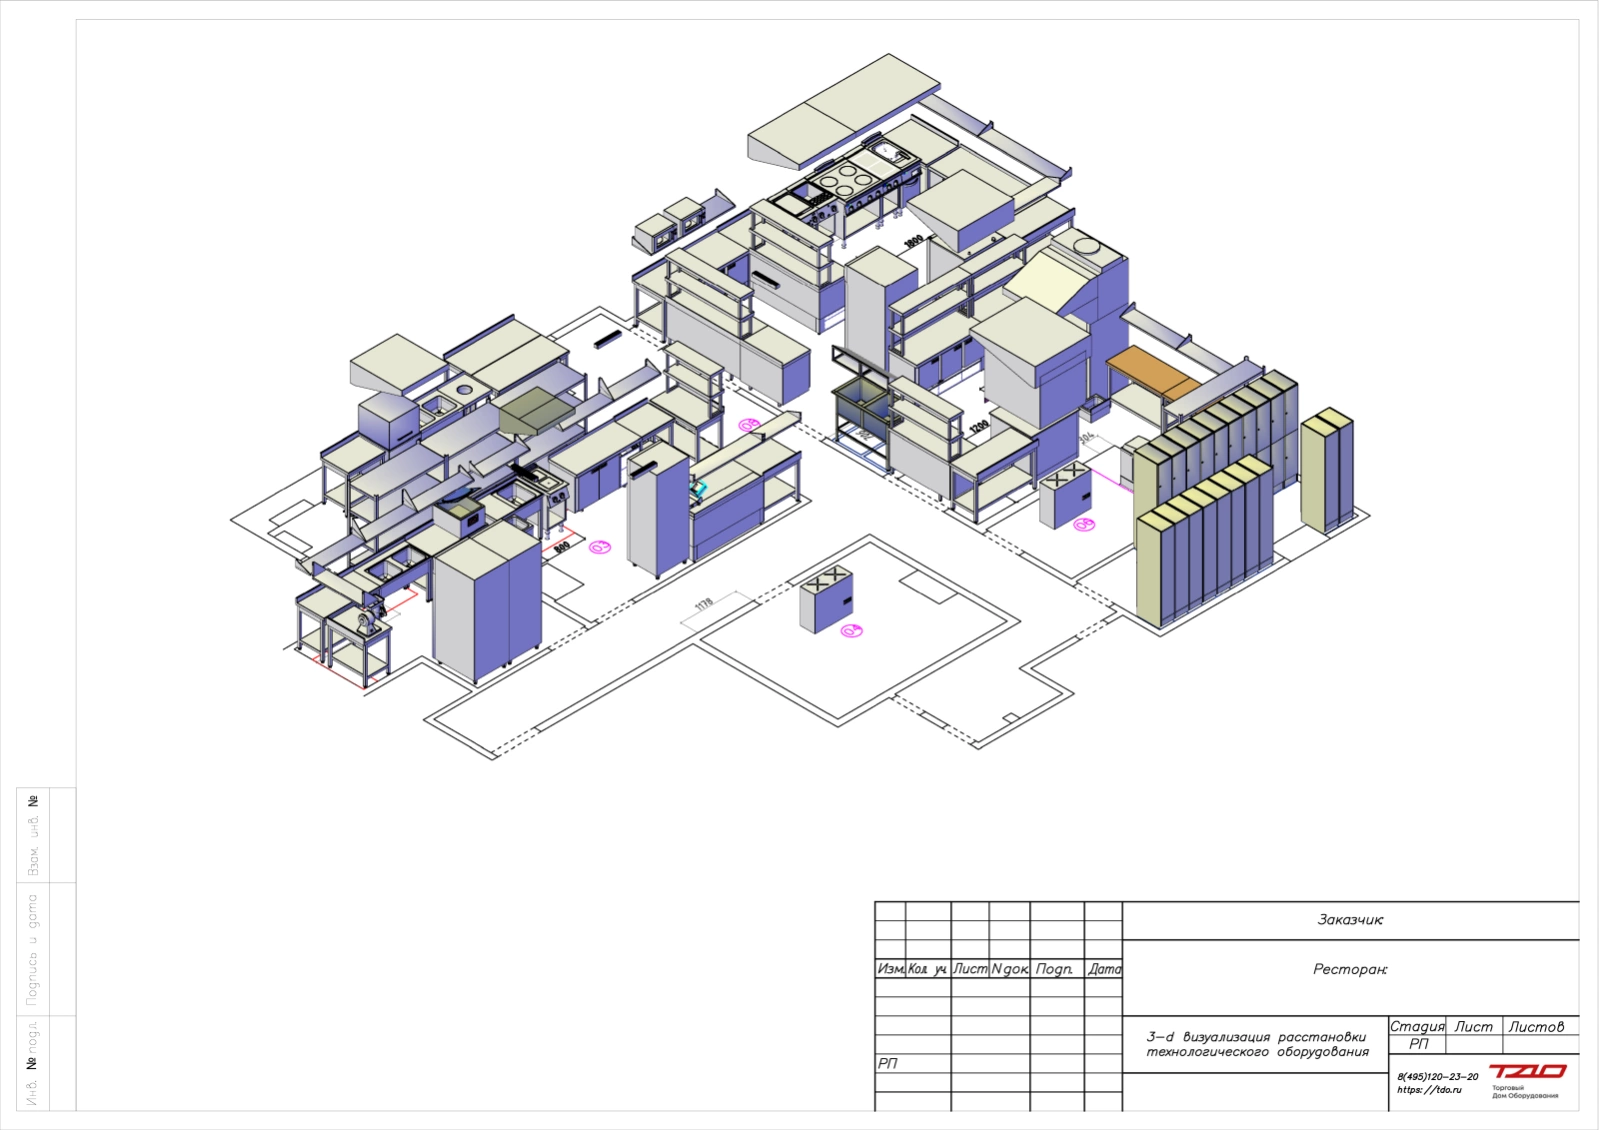 1800
1200
304
800
1178
Взам. инв. №
Подпись и дата
Инв. № подл.
Заказчик:
Ресторан:
Изм. Кол. уч. Лист N док. Подп. Дата
3-d визуализация расстановки
технологического оборудования
Стадия Лист Листов
РП
РП
8(495)120-23-20
https://tdo.ru
ТДО
Торговый
Дом Оборудования